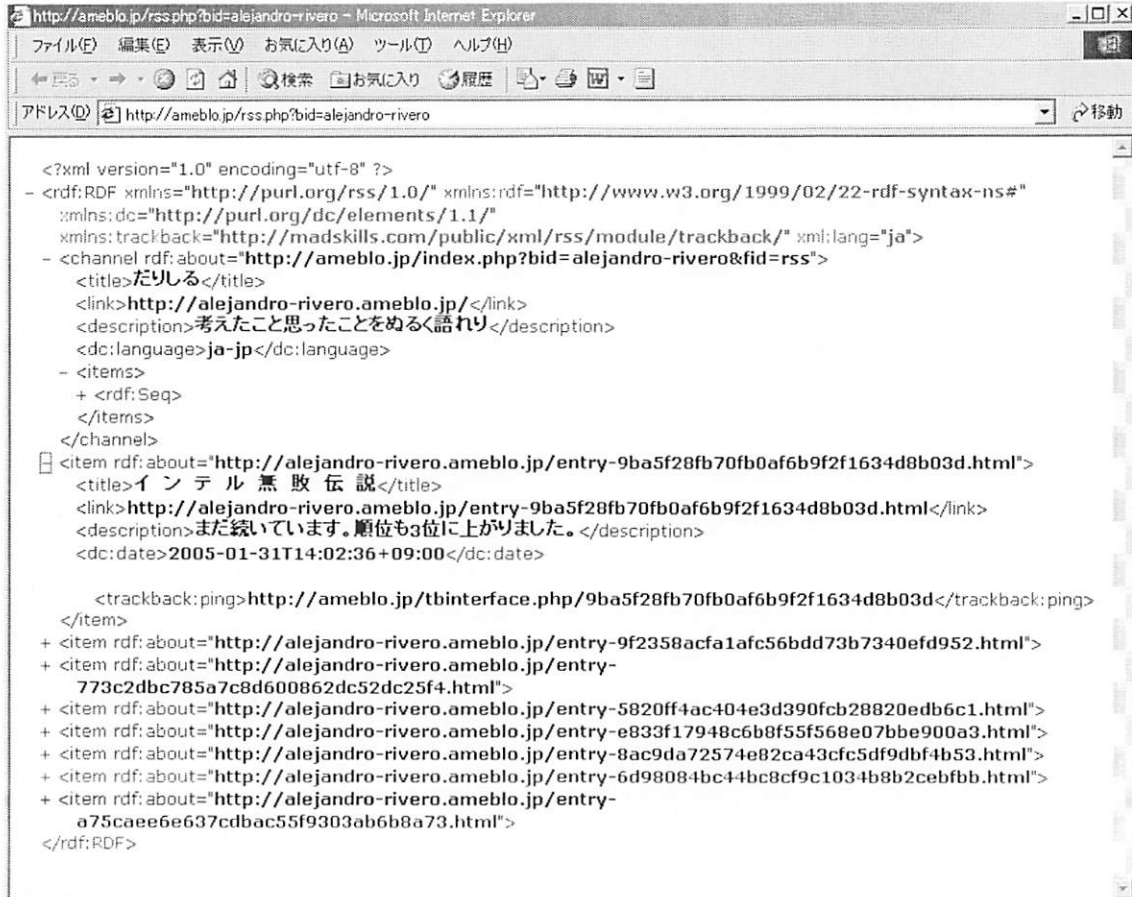 http://ameblo.jp/rss.php?bid=alejandro-rivero - Microsoft Internet Explorer
ファイル(F) 編集(E) 表示(V) お気に入り(A) ツール(T) ヘルプ(H)
戻る 検索 お気に入り 履歴
アドレス(D) http://ameblo.jp/rss.php?bid=alejandro-rivero 移動
<?xml version="1.0" encoding="utf-8" ?>
- <rdf:RDF xmlns="http://purl.org/rss/1.0/" xmlns:rdf="http://www.w3.org/1999/02/22-rdf-syntax-ns#"
xmlns:dc="http://purl.org/dc/elements/1.1/"
xmlns:trackback="http://madskills.com/public/xml/rss/module/trackback/" xml:lang="ja">
- <channel rdf:about="http://ameblo.jp/index.php?bid=alejandro-rivero&fid=rss">
<title>だりしる</title>
<link>http://alejandro-rivero.ameblo.jp/</link>
<description>考えたこと思ったことをぬるく語れり</description>
<dc:language>ja-jp</dc:language>
- <items>
+ <rdf:Seq>
</items>
</channel>
- <item rdf:about="http://alejandro-rivero.ameblo.jp/entry-9ba5f28fb70fb0af6b9f2f1634d8b03d.html">
<title>イ ン テ ル 無 敗 伝 説</title>
<link>http://alejandro-rivero.ameblo.jp/entry-9ba5f28fb70fb0af6b9f2f1634d8b03d.html</link>
<description>まだ続いています。順位も3位に上がりました。</description>
<dc:date>2005-01-31T14:02:36+09:00</dc:date>
<trackback:ping>http://ameblo.jp/tbinterface.php/9ba5f28fb70fb0af6b9f2f1634d8b03d</trackback:ping>
</item>
+ <item rdf:about="http://alejandro-rivero.ameblo.jp/entry-9f2358acfa1afc56bdd73b7340efd952.html">
+ <item rdf:about="http://alejandro-rivero.ameblo.jp/entry-
773c2dbc785a7c8d600862dc52dc25f4.html">
+ <item rdf:about="http://alejandro-rivero.ameblo.jp/entry-5820ff4ac404e3d390fcb28820edb6c1.html">
+ <item rdf:about="http://alejandro-rivero.ameblo.jp/entry-e833f17948c6b8f55f568e07bbe900a3.html">
+ <item rdf:about="http://alejandro-rivero.ameblo.jp/entry-8ac9da72574e82ca43cfc5df9dbf4b53.html">
+ <item rdf:about="http://alejandro-rivero.ameblo.jp/entry-6d98084bc44bc8cf9c1034b8b2cebfbb.html">
+ <item rdf:about="http://alejandro-rivero.ameblo.jp/entry-
a75caee6e637cdbac55f9303ab6b8a73.html">
</rdf:RDF>